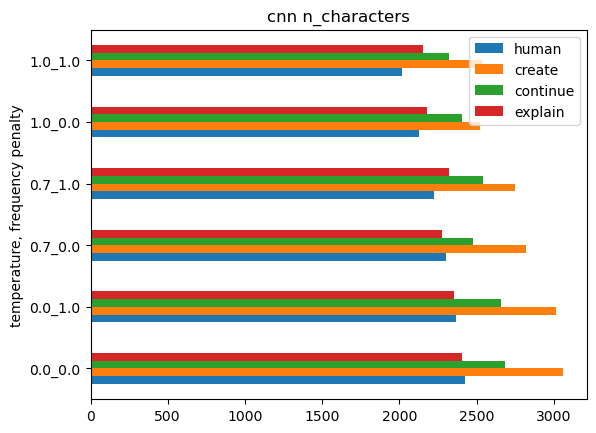 cnn n_characters
human
create
continue
explain
temperature, frequency penalty
1.0_1.0
1.0_0.0
0.7_1.0
0.7_0.0
0.0_1.0
0.0_0.0
0 500 1000 1500 2000 2500 3000